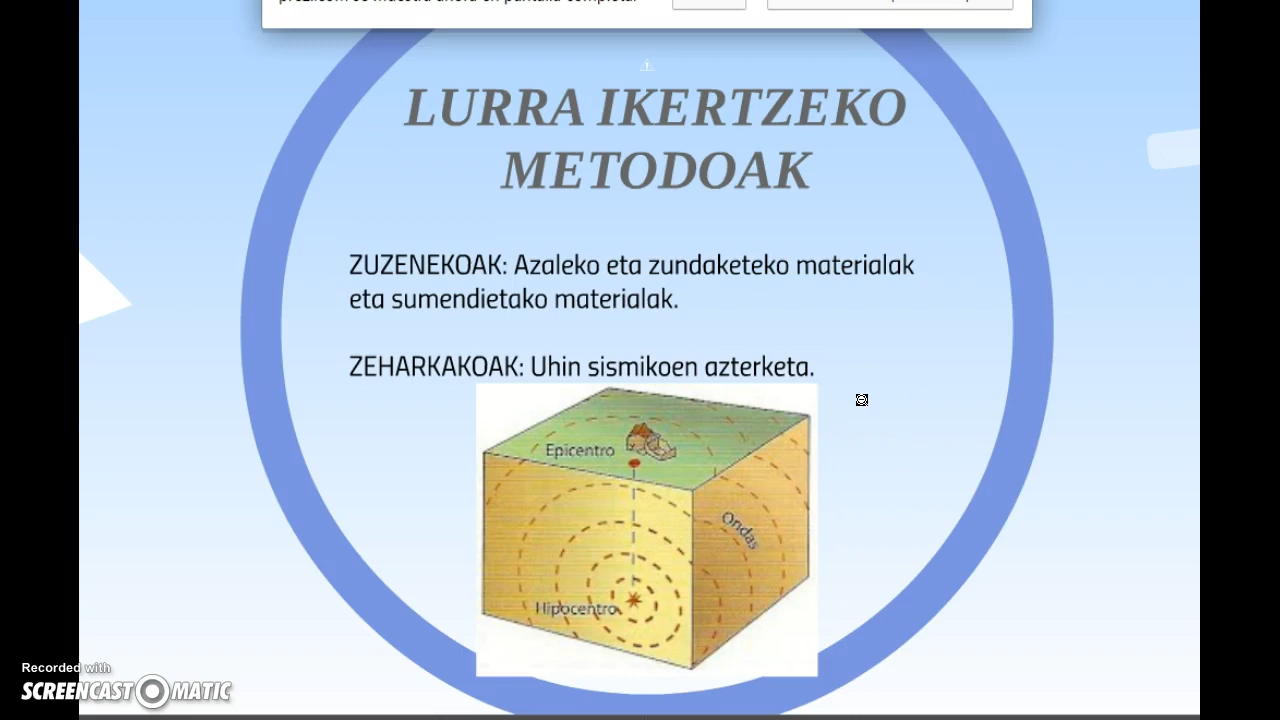 LURRA IKERTZEKO
METODOAK
ZUZENEKOAK: Azaleko eta zundaketeko materialak
eta sumendietako materialak.
ZEHARKAKOAK: Uhin sismikoen azterketa.
Epicentro
Ondas
Hipocentro
Recorded with
SCREENCAST O MATIC